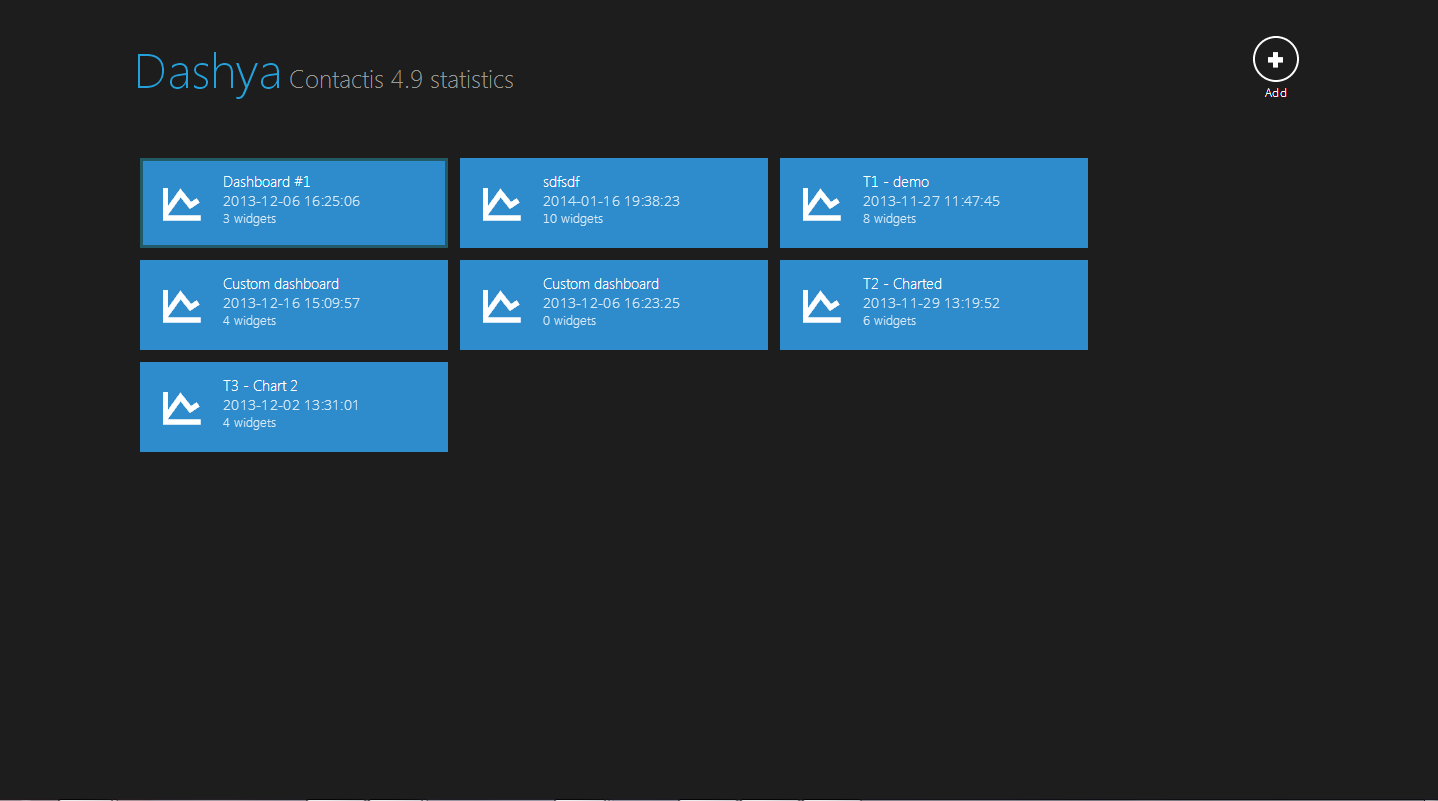 Dashya Contactis 4.9 statistics
Add
Dashboard #1
2013-12-06 16:25:06
3 widgets
sdfsdf
2014-01-16 19:38:23
10 widgets
T1 - demo
2013-11-27 11:47:45
8 widgets
Custom dashboard
2013-12-16 15:09:57
4 widgets
Custom dashboard
2013-12-06 16:23:25
0 widgets
T2 - Charted
2013-11-29 13:19:52
6 widgets
T3 - Chart 2
2013-12-02 13:31:01
4 widgets